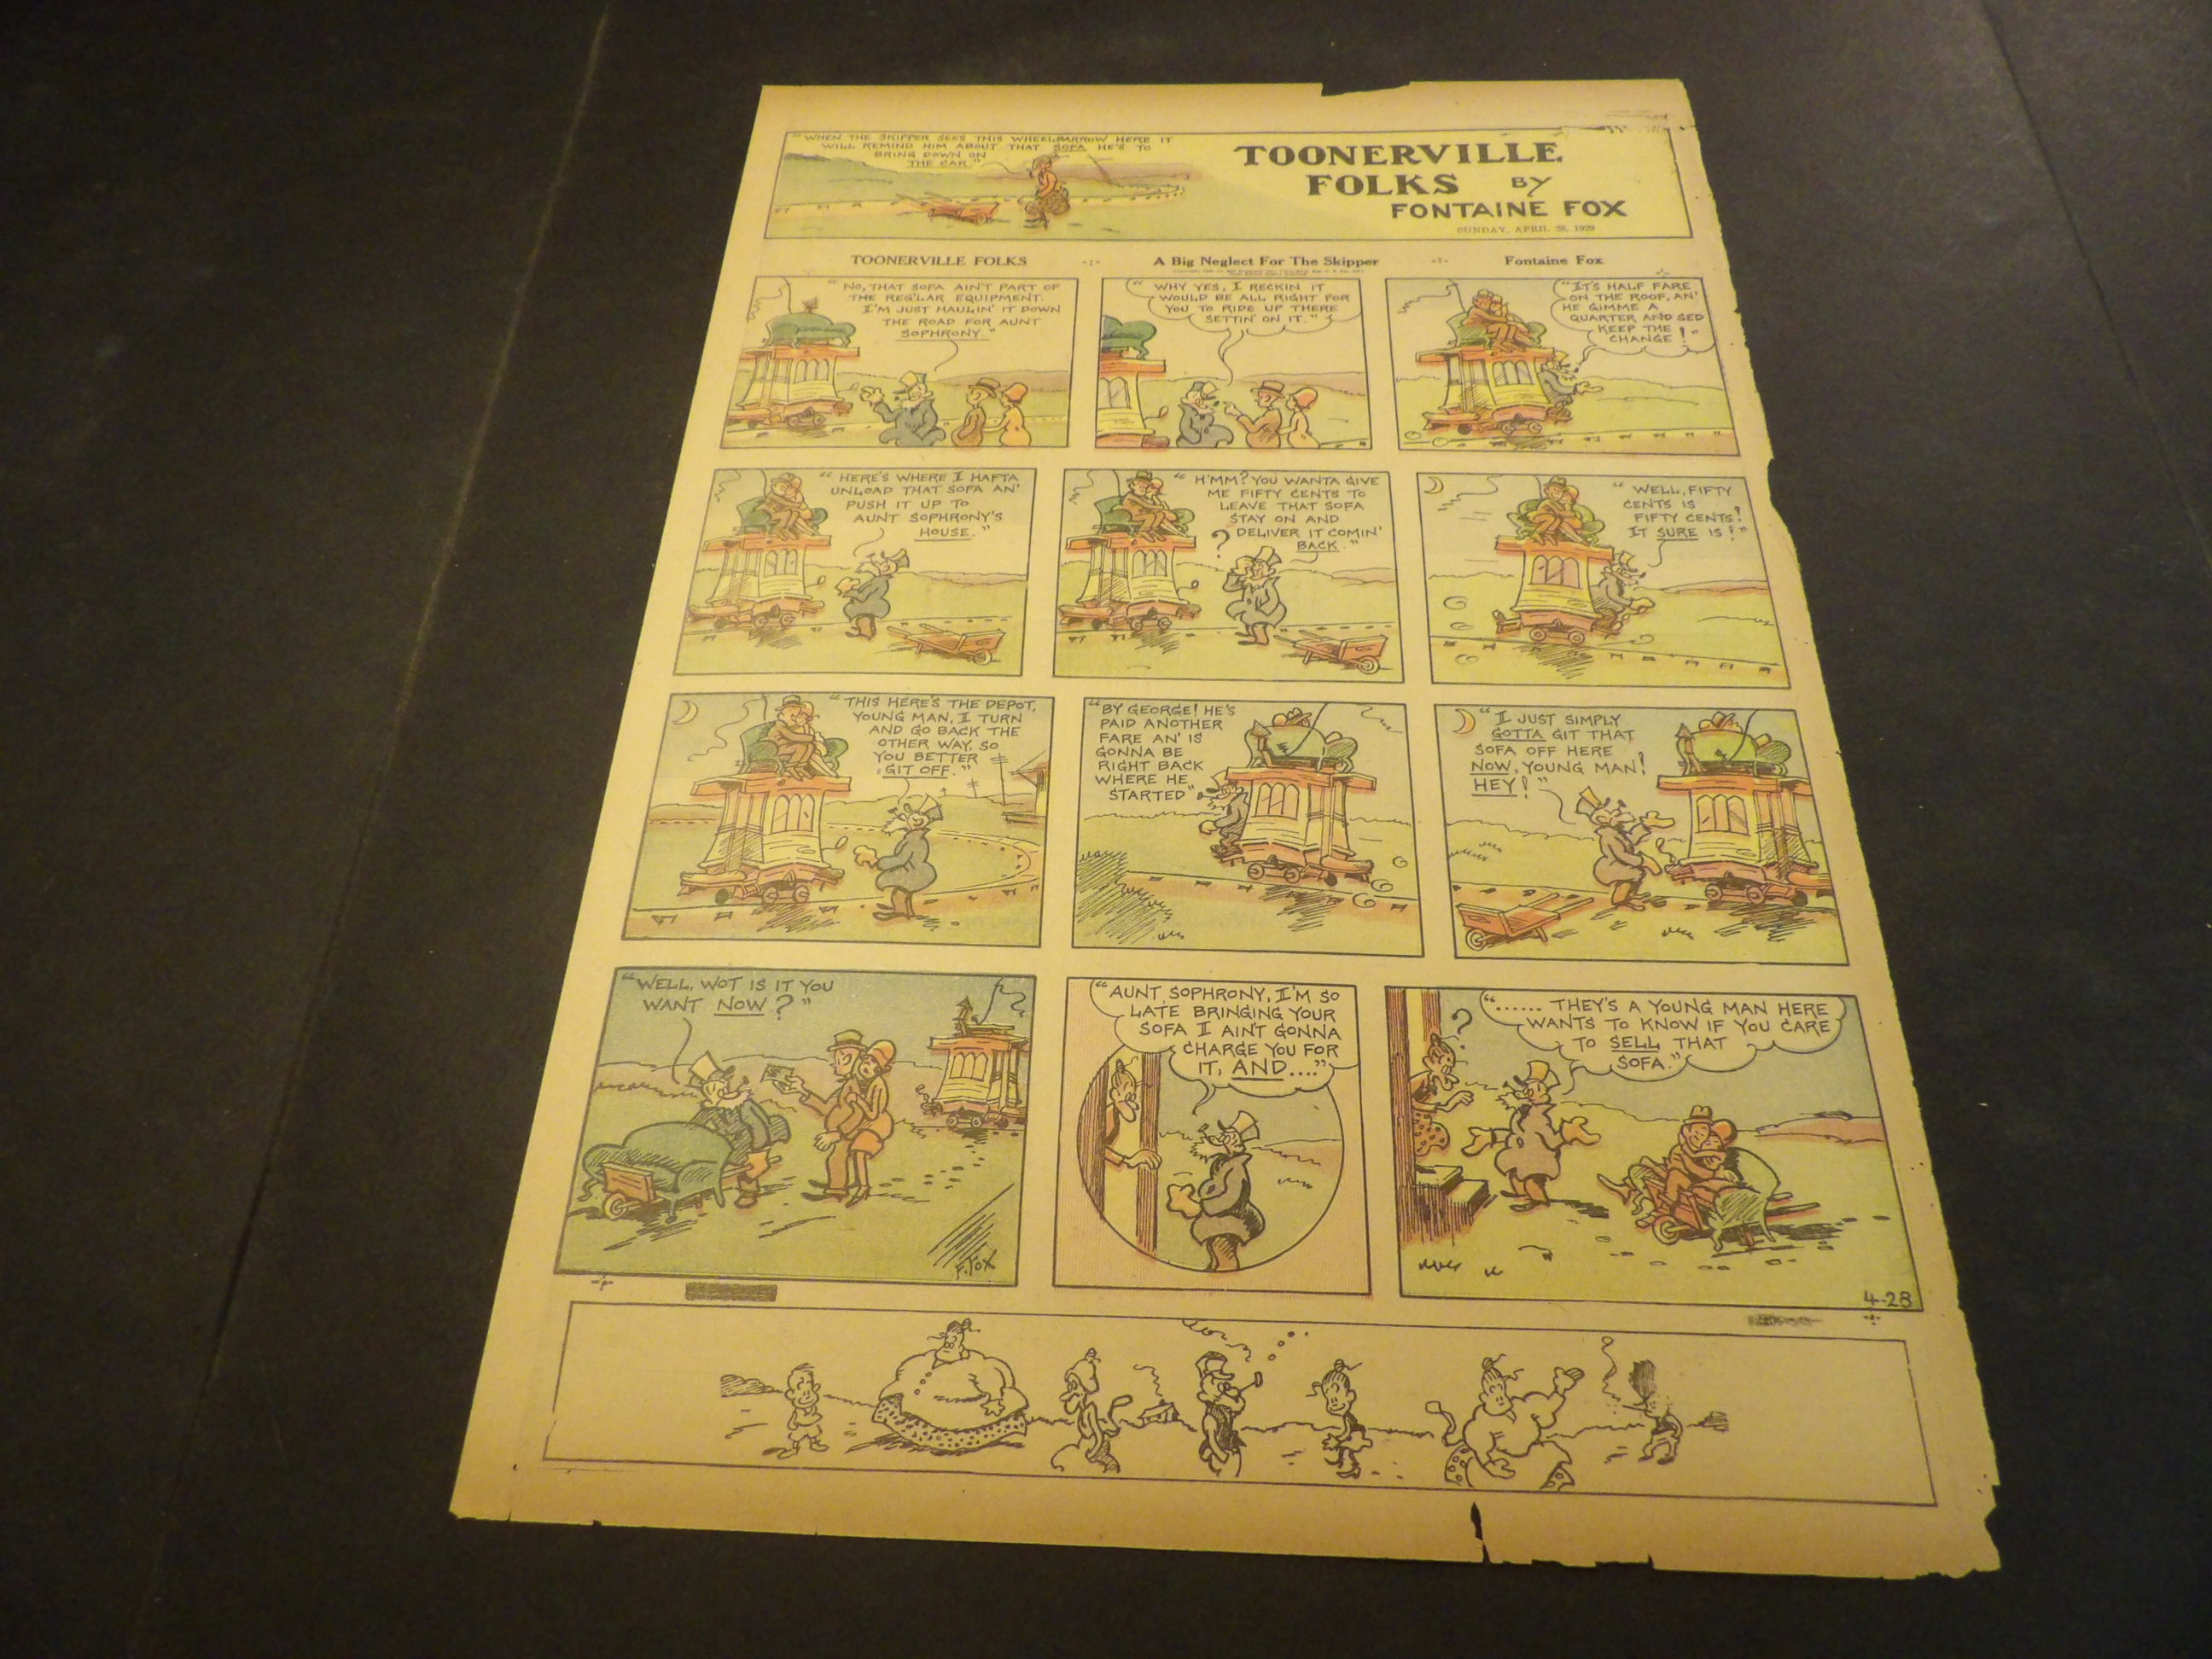 "WHEN THE SKIPPER SEES THIS WHEELBARROW HERE IT
WILL REMIND HIM ABOUT THAT SOFA HE'S TO
BRING DOWN ON
THE CAR."
TOONERVILLE
FOLKS BY
FONTAINE FOX
SUNDAY, APRIL 28, 1929
TOONERVILLE FOLKS -:- A Big Neglect For The Skipper -:- Fontaine Fox
"NO, THAT SOFA AIN'T PART OF
THE REG'LAR EQUIPMENT.
I'M JUST HAULIN' IT DOWN
THE ROAD FOR AUNT
SOPHRONY."
"WHY YES, I RECKIN IT
WOULD BE ALL RIGHT FOR
YOU TO RIDE UP THERE
SETTIN' ON IT."
"IT'S HALF FARE
ON THE ROOF, AN'
HE GIMME A
QUARTER AND SED
KEEP THE
CHANGE!"
"HERE'S WHERE I HAFTA
UNLOAD THAT SOFA AN'
PUSH IT UP TO
AUNT SOPHRONY'S
HOUSE."
"H'MM? YOU WANTA GIVE
ME FIFTY CENTS TO
LEAVE THAT SOFA
STAY ON AND
DELIVER IT COMIN'
BACK."
?
"WELL, FIFTY
CENTS IS
FIFTY CENTS!
IT SURE IS!"
"THIS HERE'S THE DEPOT,
YOUNG MAN, I TURN
AND GO BACK THE
OTHER WAY, SO
YOU BETTER
GIT OFF."
"BY GEORGE! HE'S
PAID ANOTHER
FARE AN' IS
GONNA BE
RIGHT BACK
WHERE HE
STARTED"
"I JUST SIMPLY
GOTTA GIT THAT
SOFA OFF HERE
NOW, YOUNG MAN!
HEY!"
"WELL, WOT IS IT YOU
WANT NOW?"
F. FOX
"AUNT SOPHRONY, I'M SO
LATE BRINGING YOUR
SOFA I AIN'T GONNA
CHARGE YOU FOR
IT, AND...."
"...... THEY'S A YOUNG MAN HERE
WANTS TO KNOW IF YOU CARE
TO SELL THAT
SOFA."
?
4-28